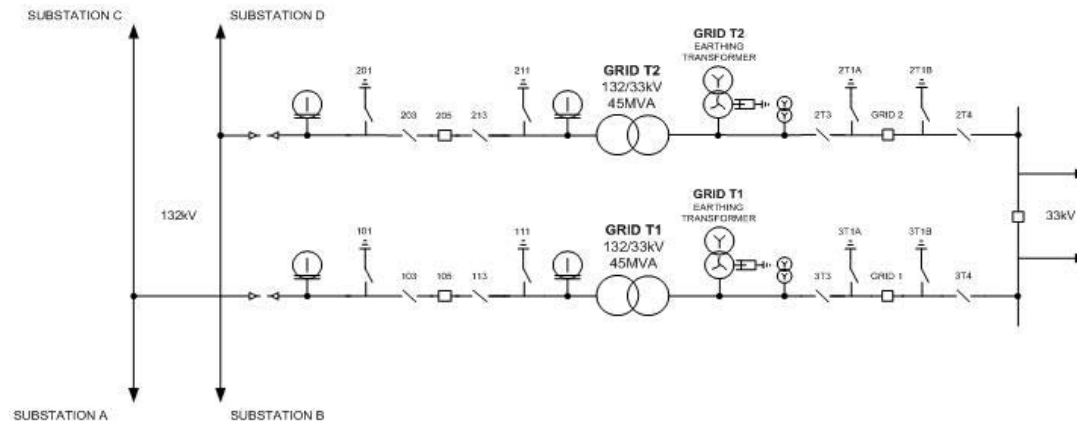 SUBSTATION C
SUBSTATION D
GRID T2
EARTHING
TRANSFORMER
GRID T2
132/33kV
45MVA
201
211
2T1A
2T1B
203
205
213
2T3
GRID 2
2T4
132kV
33kV
GRID T1
EARTHING
TRANSFORMER
GRID T1
132/33kV
45MVA
101
111
3T1A
3T1B
103
105
113
3T3
GRID 1
3T4
SUBSTATION A
SUBSTATION B